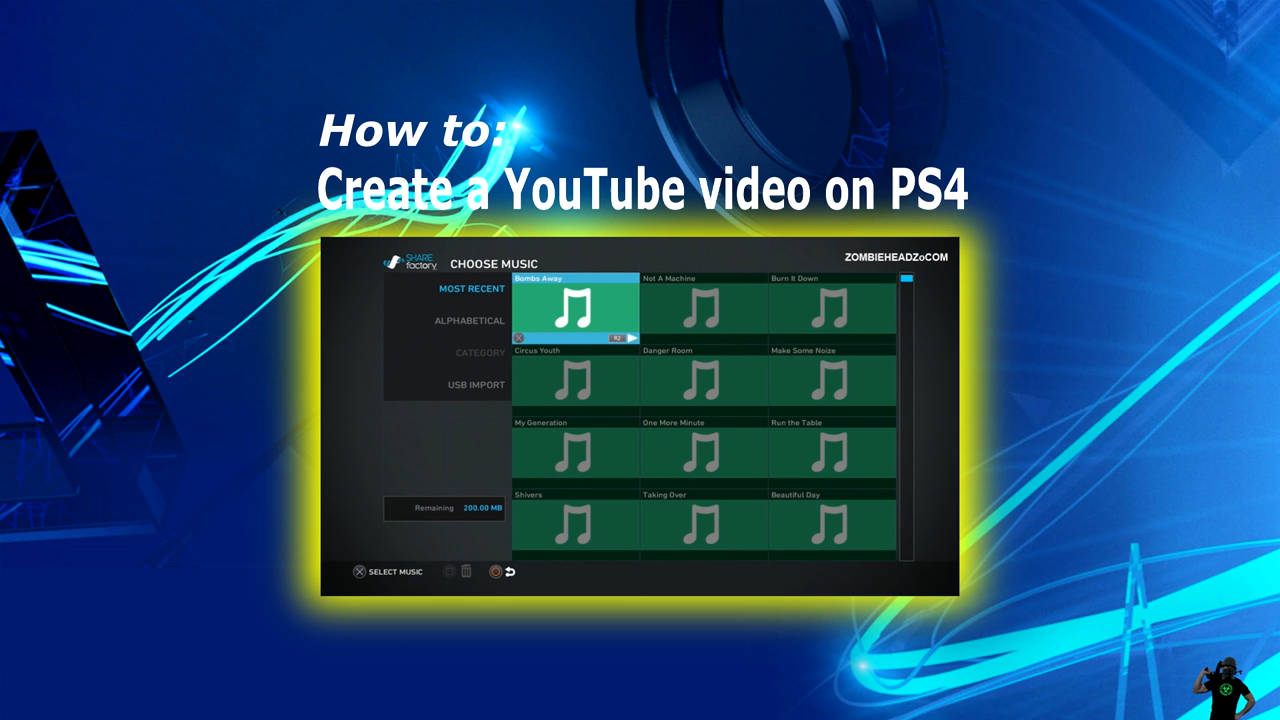 How to:
Create a YouTube video on PS4
SHARE
factory
CHOOSE MUSIC
ZOMBIEHEADZoCOM
MOST RECENT
ALPHABETICAL
CATEGORY
USB IMPORT
Bombs Away
Not A Machine
Burn It Down
R2
Circus Youth
Danger Room
Make Some Noize
My Generation
One More Minute
Run the Table
Shivers
Taking Over
Beautiful Day
Remaining 200.00 MB
SELECT MUSIC